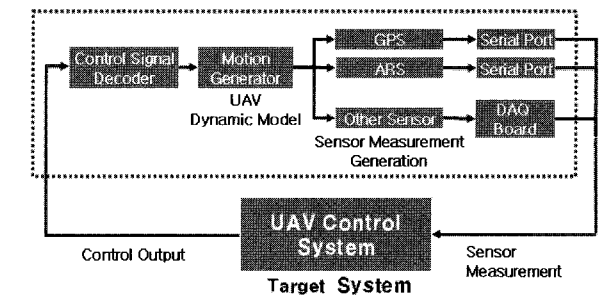 GPS
Serial Port
Control Signal
Decoder
Motion
Generator
ARS
Serial Port
UAV
Dynamic Model
Other Sensor
DAQ
Board
Sensor Measurement
Generation
UAV Control
System
Control Output
Sensor
Measurement
Target System